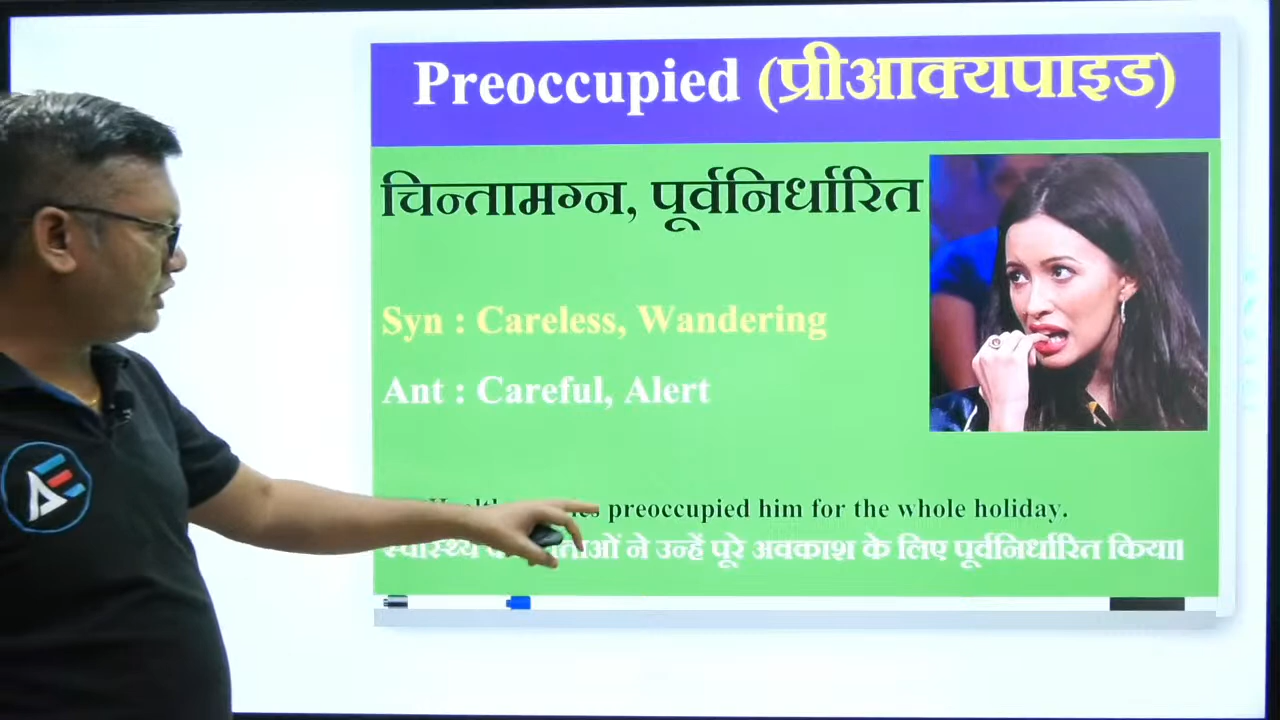 Preoccupied (प्रीआक्यपाइड)
चिन्तामग्न, पूर्वनिर्धारित
Syn : Careless, Wandering
Ant : Careful, Alert
preoccupied him for the whole holiday.
स्वास्थ्य ने उन्हें पूरे अवकाश के लिए पूर्वनिर्धारित किया।